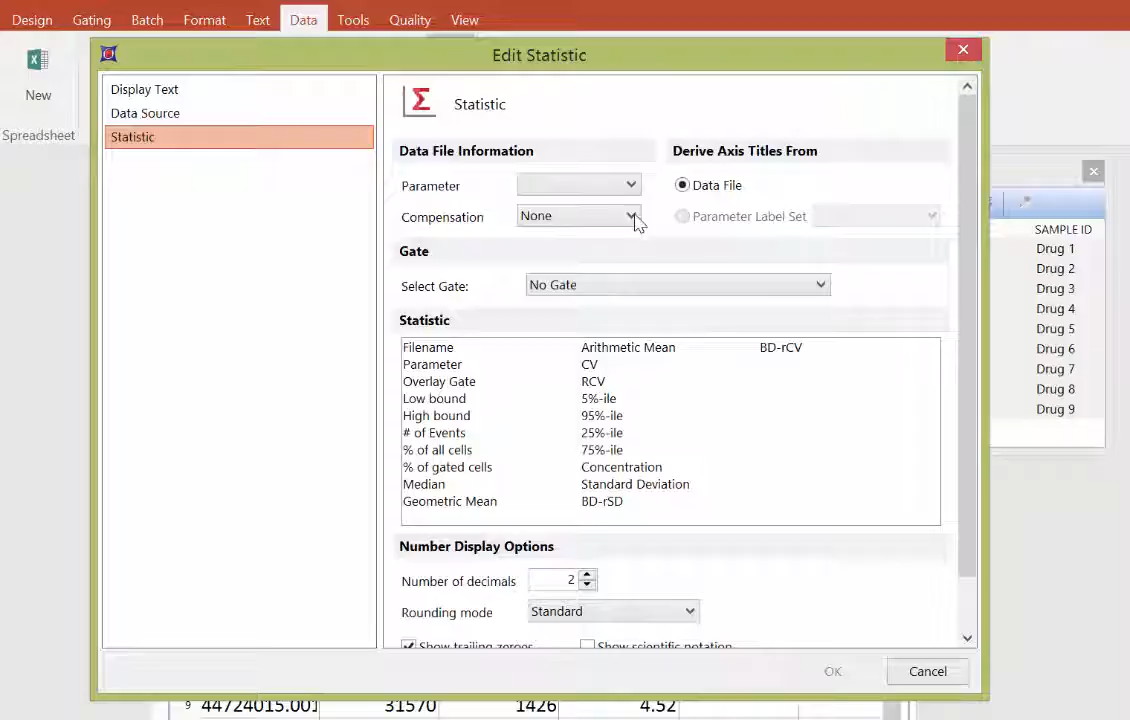 Design Gating Batch Format Text Data Tools Quality View
Edit Statistic
New
Spreadsheet
Display Text
Data Source
Statistic
Statistic
Data File Information
Derive Axis Titles From
Parameter
Data File
Compensation None
Parameter Label Set
Gate
Select Gate: No Gate
Statistic
Filename Arithmetic Mean BD-rCV
Parameter CV
Overlay Gate RCV
Low bound 5%-ile
High bound 95%-ile
# of Events 25%-ile
% of all cells 75%-ile
% of gated cells Concentration
Median Standard Deviation
Geometric Mean BD-rSD
Number Display Options
Number of decimals 2
Rounding mode Standard
Show trailing zeroes Show scientific notation
OK Cancel
SAMPLE ID
Drug 1
Drug 2
Drug 3
Drug 4
Drug 5
Drug 6
Drug 7
Drug 8
Drug 9
9 44724015.001 31570 1426 4.52